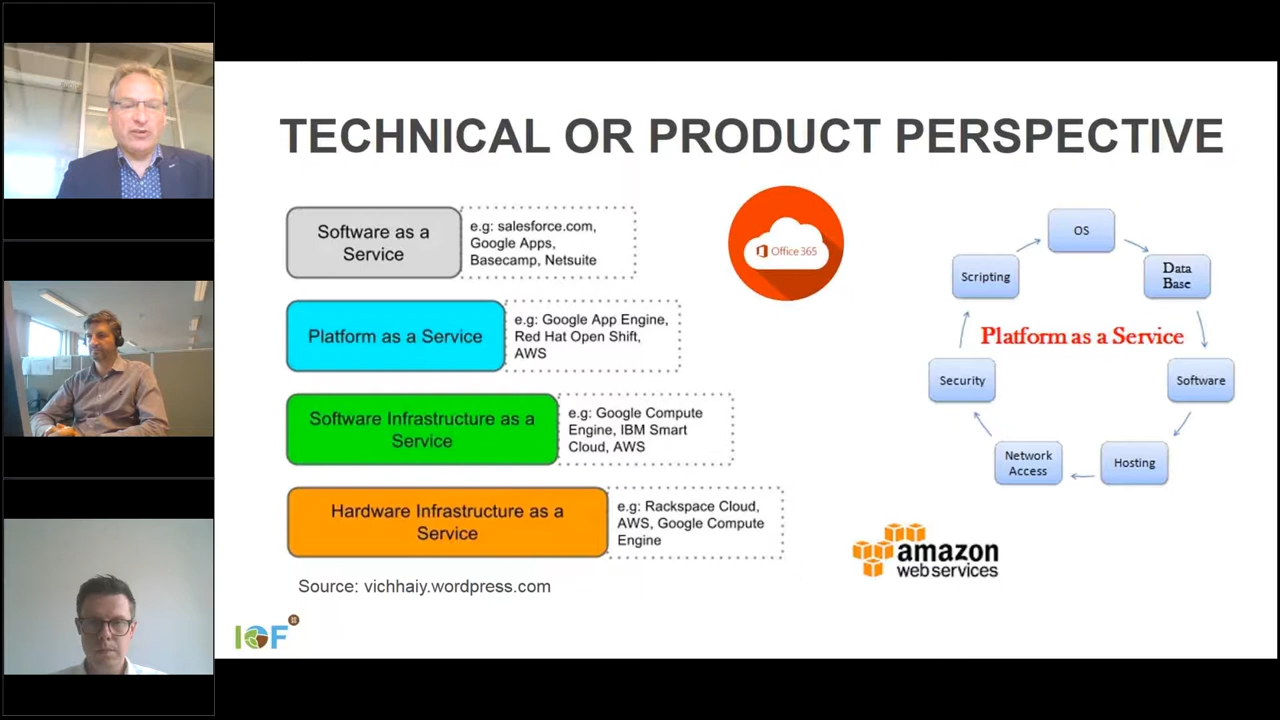 TECHNICAL OR PRODUCT PERSPECTIVE
Software as a
Service
e.g: salesforce.com,
Google Apps,
Basecamp, Netsuite
Platform as a Service
e.g: Google App Engine,
Red Hat Open Shift,
AWS
Software Infrastructure as a
Service
e.g: Google Compute
Engine, IBM Smart
Cloud, AWS
Hardware Infrastructure as a
Service
e.g: Rackspace Cloud,
AWS, Google Compute
Engine
Source: vichhaiy.wordpress.com
Office 365
OS
Data
Base
Software
Hosting
Network
Access
Security
Scripting
Platform as a Service
amazon
web services
IOF